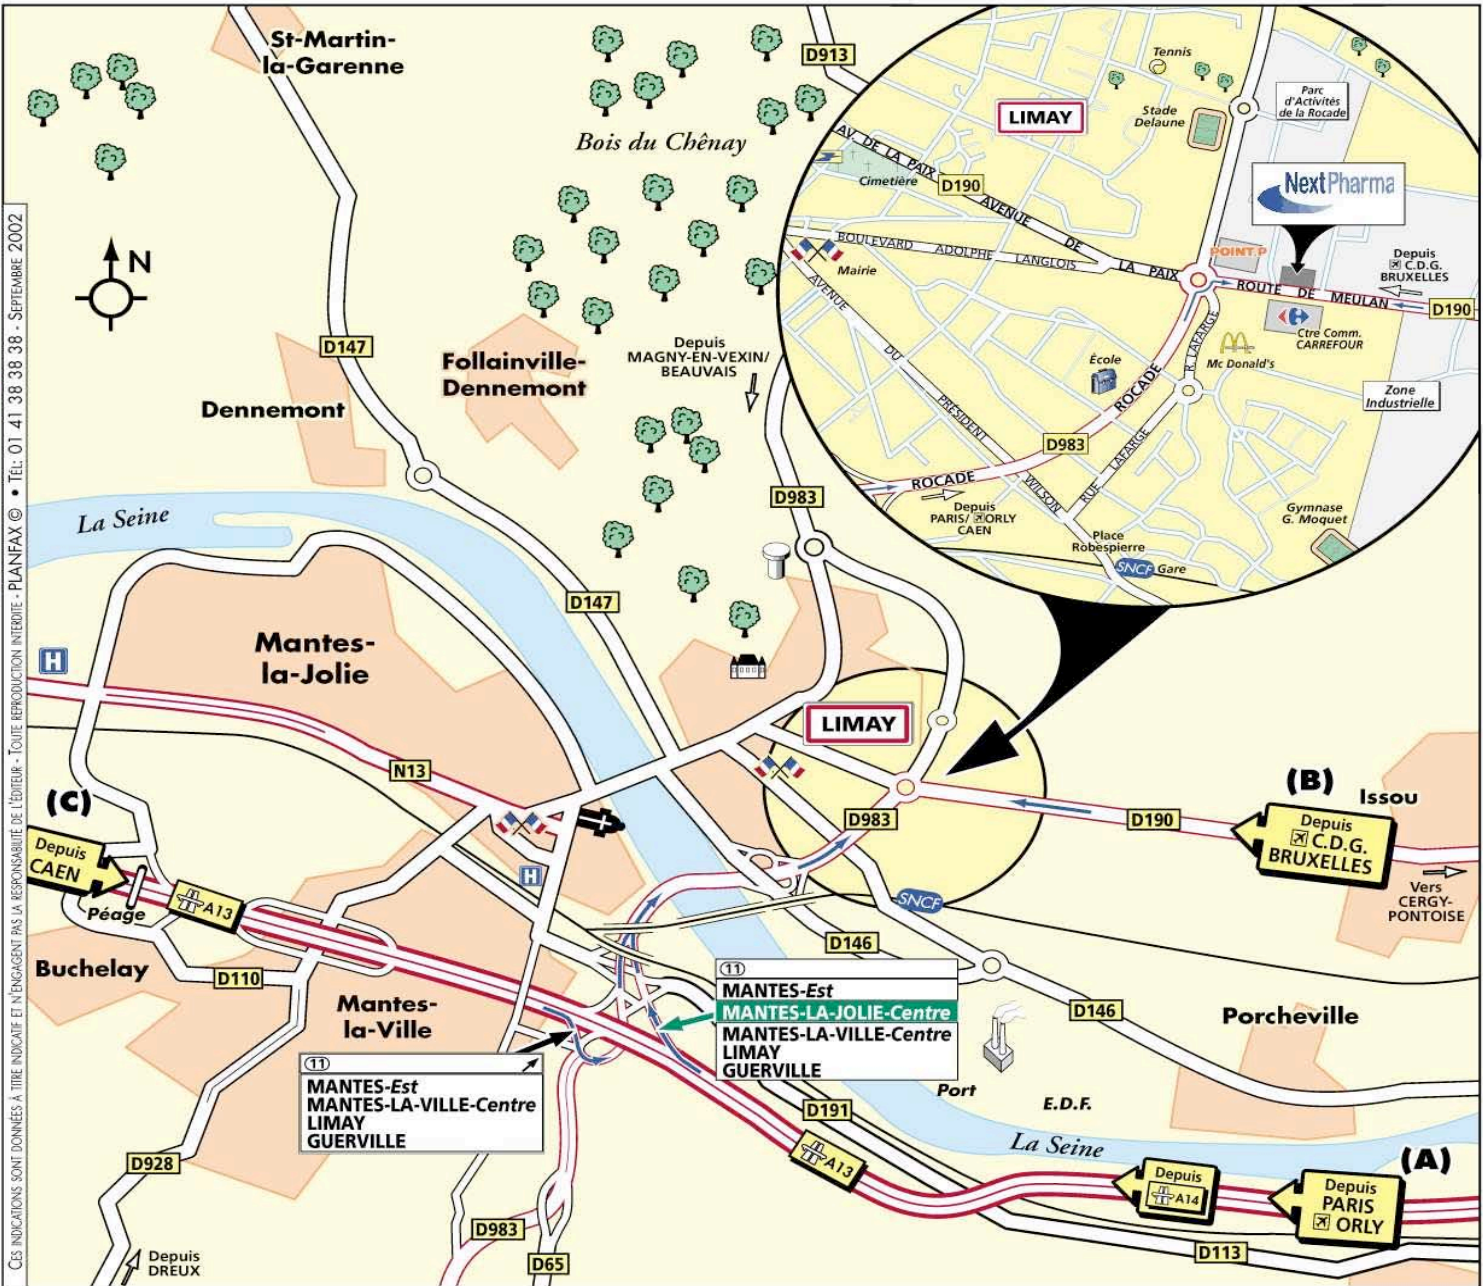 St-Martin-
la-Garenne
D913
Bois du Chênay
Tennis
LIMAY
Stade
Delaune
Parc
d'Activités
de la Rocade
AV. DE LA PAIX
Cimetière
D190
AVENUE DE LA PAIX
NextPharma
BOULEVARD ADOLPHE LANGLOIS
Mairie
POINT.P
Depuis
C.D.G.
BRUXELLES
ROUTE DE MEULAN
D190
Ctre Comm.
CARREFOUR
R. LAFARGE
Mc Donald's
École
ROCADE
Zone
Industrielle
AVENUE DU PRÉSIDENT WILSON
D983
RUE LAFARGE
ROCADE
Depuis
PARIS/ ORLY
CAEN
Gymnase
G. Moquet
Place
Robespierre
SNCF Gare
N
D147
Follainville-
Dennemont
Depuis
MAGNY-EN-VEXIN/
BEAUVAIS
Dennemont
D983
La Seine
D147
Mantes-
la-Jolie
H
LIMAY
N13
(C)
Depuis
CAEN
Péage
A13
H
D983
D190
(B)
Issou
Depuis
C.D.G.
BRUXELLES
Vers
CERGY-
PONTOISE
SNCF
D146
Buchelay
D110
Mantes-
la-Ville
11
MANTES-Est
MANTES-LA-JOLIE-Centre
MANTES-LA-VILLE-Centre
LIMAY
GUERVILLE
D146
Porcheville
11
MANTES-Est
MANTES-LA-VILLE-Centre
LIMAY
GUERVILLE
Port
E.D.F.
D191
La Seine
A13
(A)
Depuis
A14
Depuis
PARIS
ORLY
D928
D983
D65
D113
Depuis
DREUX
CES INDICATIONS SONT DONNÉES À TITRE INDICATIF ET N'ENGAGENT PAS LA RESPONSABILITÉ DE L'ÉDITEUR - TOUTE REPRODUCTION INTERDITE - PLANFAX © • TÉL: 01 41 38 38 38 - SEPTEMBRE 2002